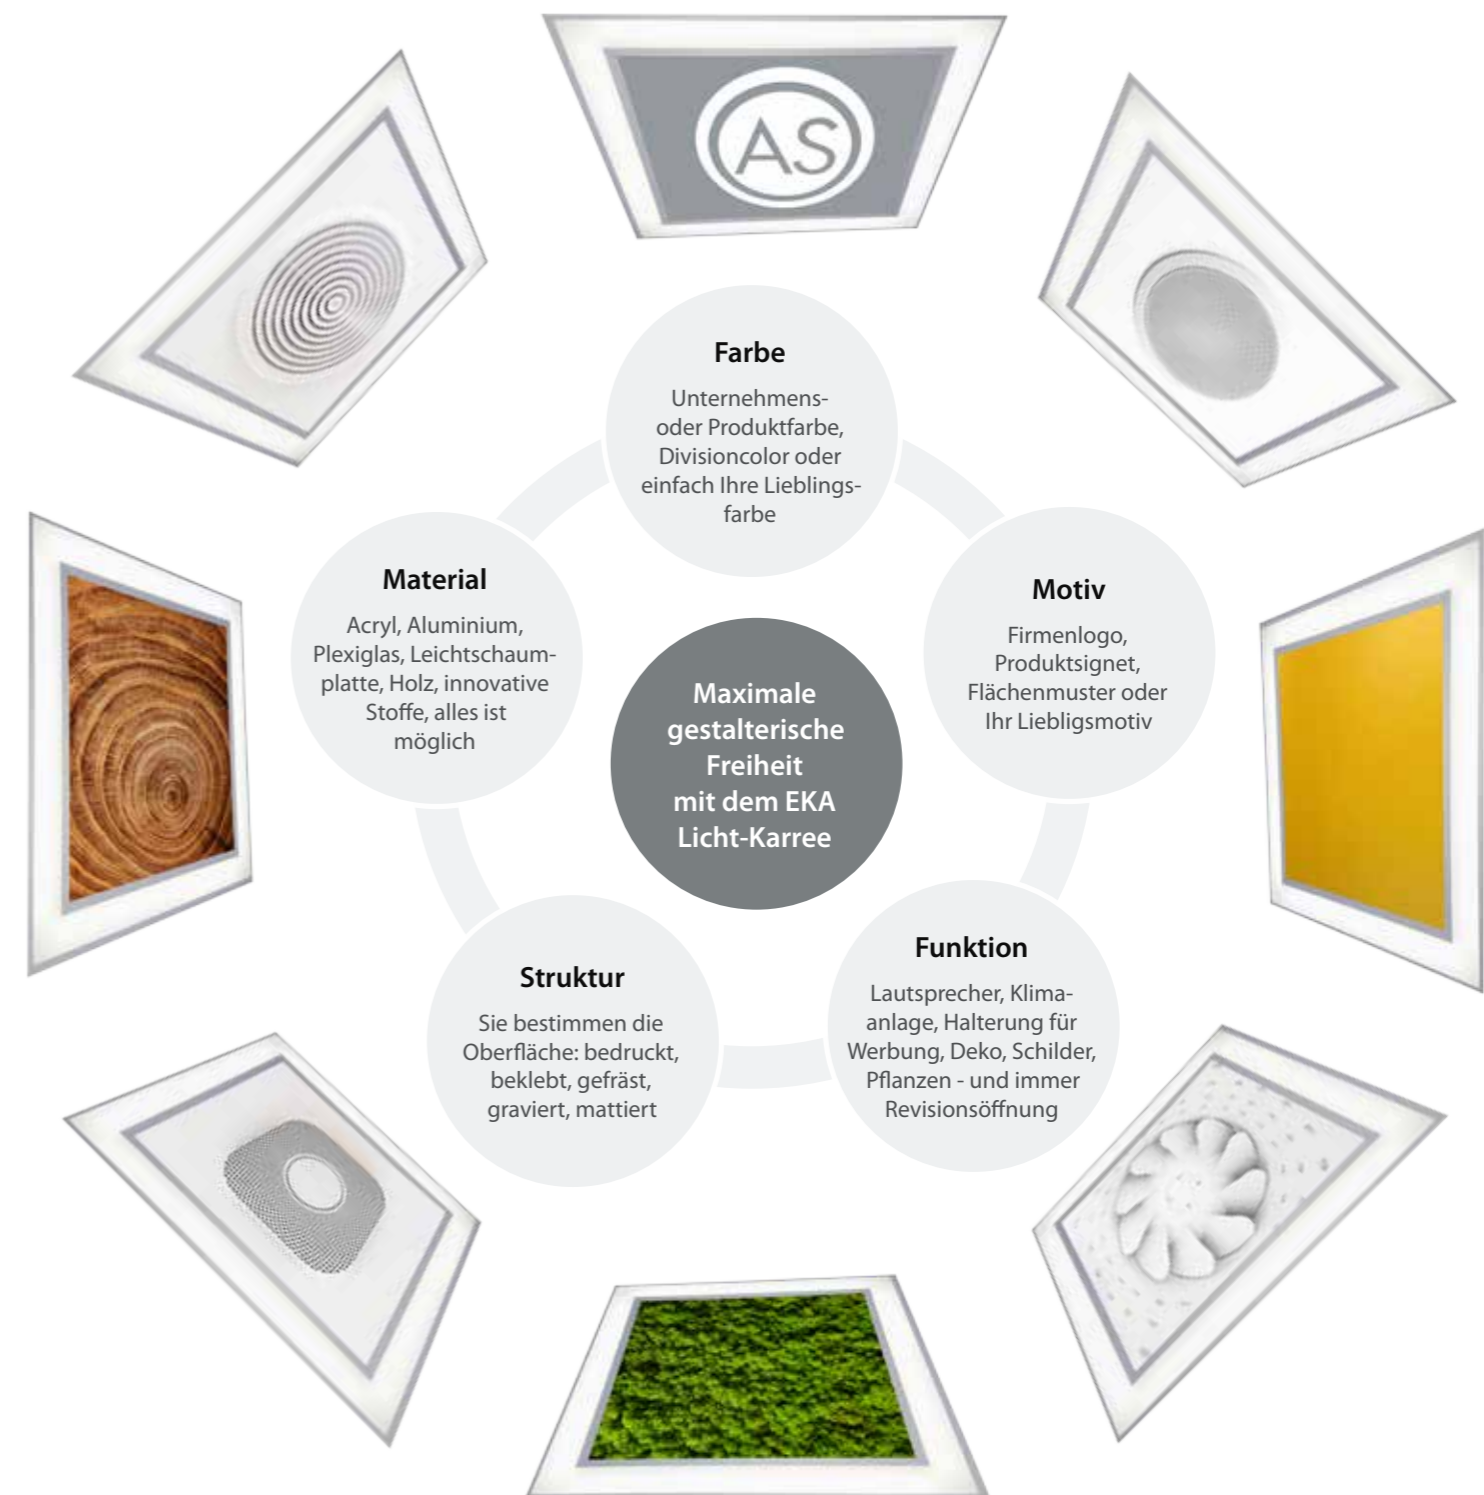 AS
Farbe
Unternehmens-
oder Produktfarbe,
Divisioncolor oder
einfach Ihre Lieblings-
farbe
Material
Acryl, Aluminium,
Plexiglas, Leichtschaum-
platte, Holz, innovative
Stoffe, alles ist
möglich
Motiv
Firmenlogo,
Produktsignet,
Flächenmuster oder
Ihr Liebligsmotiv
Maximale
gestalterische
Freiheit
mit dem EKA
Licht-Karree
Struktur
Sie bestimmen die
Oberfläche: bedruckt,
beklebt, gefräst,
graviert, mattiert
Funktion
Lautsprecher, Klima-
anlage, Halterung für
Werbung, Deko, Schilder,
Pflanzen - und immer
Revisionsöffnung